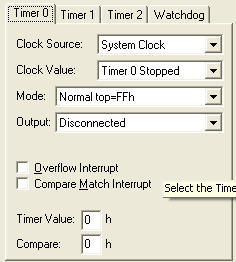 Timer 0 Timer 1 Timer 2 Watchdog
Clock Source: System Clock
Clock Value: Timer 0 Stopped
Mode: Normal top=FFh
Output: Disconnected
Overflow Interrupt
Compare Match Interrupt
Select the Time
Timer Value: 0 h
Compare: 0 h